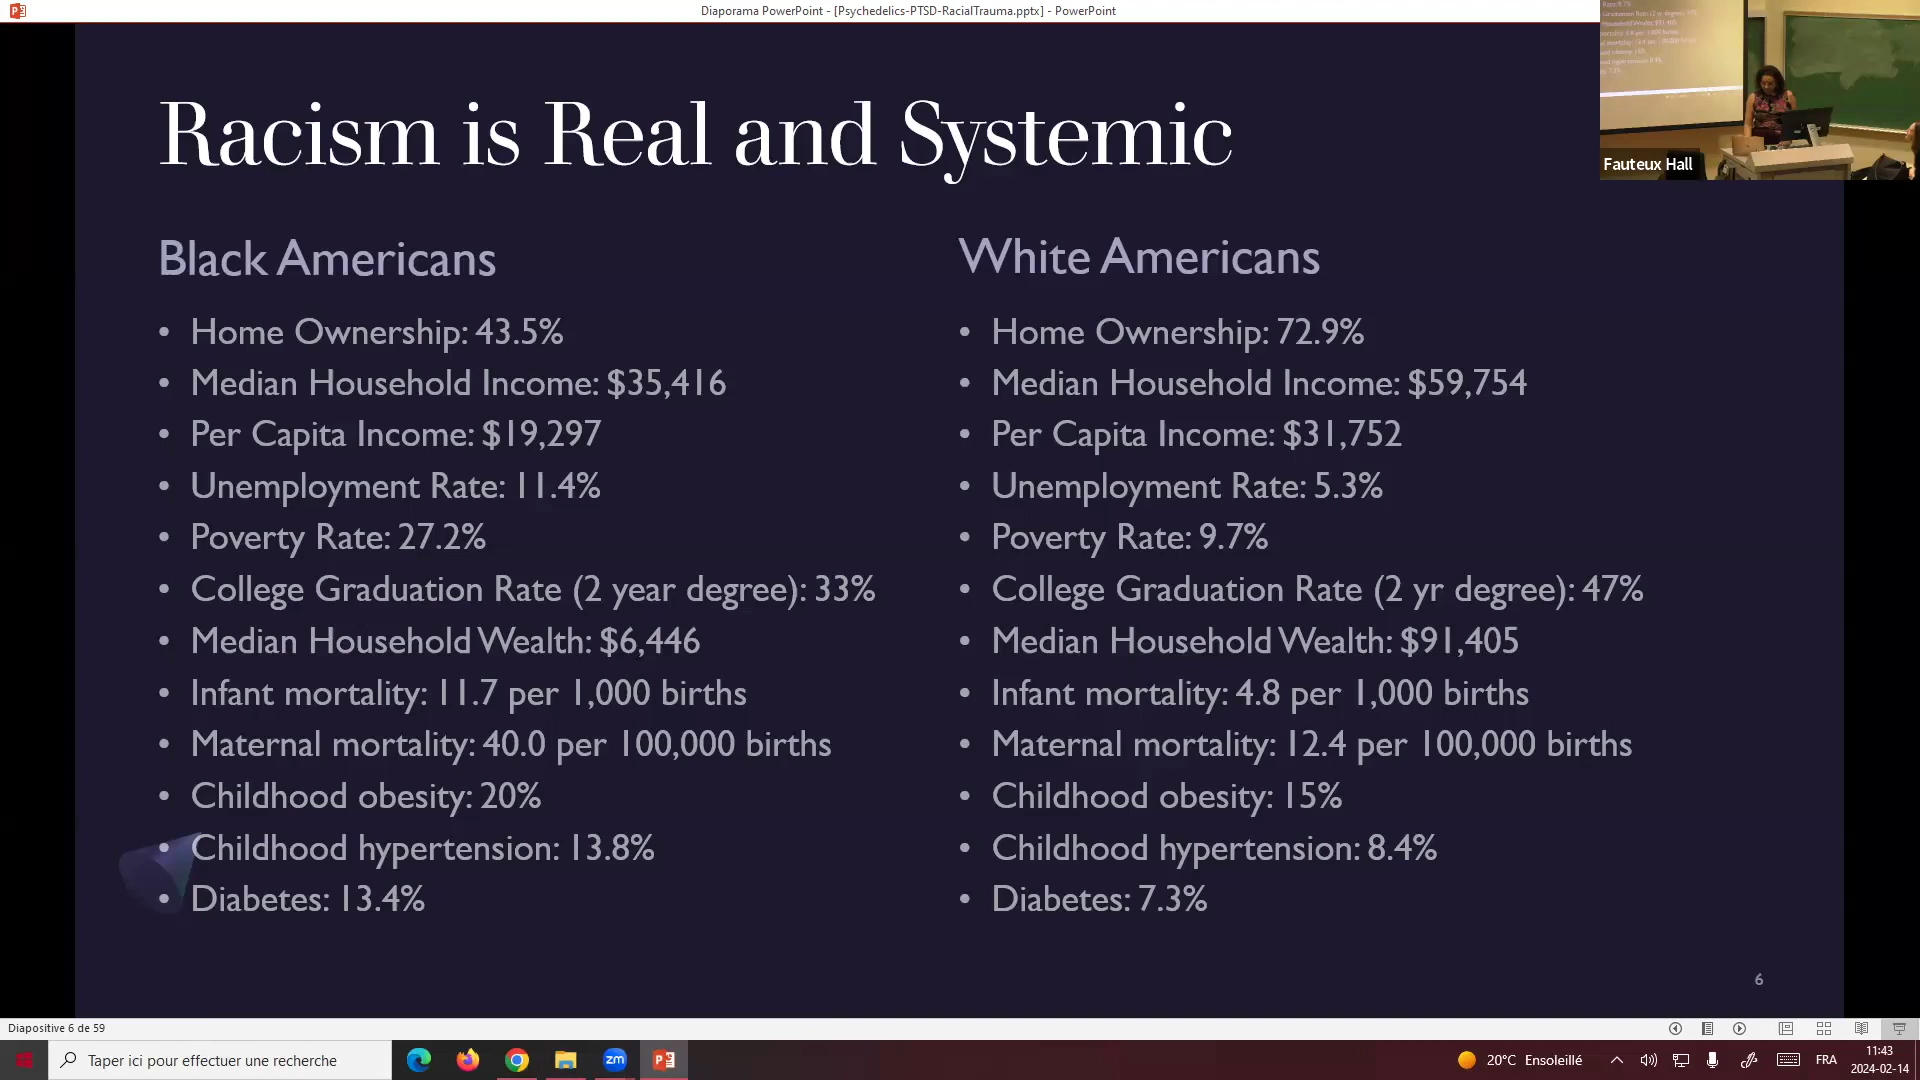 Diaporama PowerPoint - [Psychedelics-PTSD-RacialTrauma.pptx] - PowerPoint
Fauteux Hall
Racism is Real and Systemic
Black Americans
• Home Ownership: 43.5%
• Median Household Income: $35,416
• Per Capita Income: $19,297
• Unemployment Rate: 11.4%
• Poverty Rate: 27.2%
• College Graduation Rate (2 year degree): 33%
• Median Household Wealth: $6,446
• Infant mortality: 11.7 per 1,000 births
• Maternal mortality: 40.0 per 100,000 births
• Childhood obesity: 20%
• Childhood hypertension: 13.8%
• Diabetes: 13.4%
White Americans
• Home Ownership: 72.9%
• Median Household Income: $59,754
• Per Capita Income: $31,752
• Unemployment Rate: 5.3%
• Poverty Rate: 9.7%
• College Graduation Rate (2 yr degree): 47%
• Median Household Wealth: $91,405
• Infant mortality: 4.8 per 1,000 births
• Maternal mortality: 12.4 per 100,000 births
• Childhood obesity: 15%
• Childhood hypertension: 8.4%
• Diabetes: 7.3%
6
Diapositive 6 de 59
Taper ici pour effectuer une recherche
zm
20°C Ensoleillé
FRA
11:43
2024-02-14